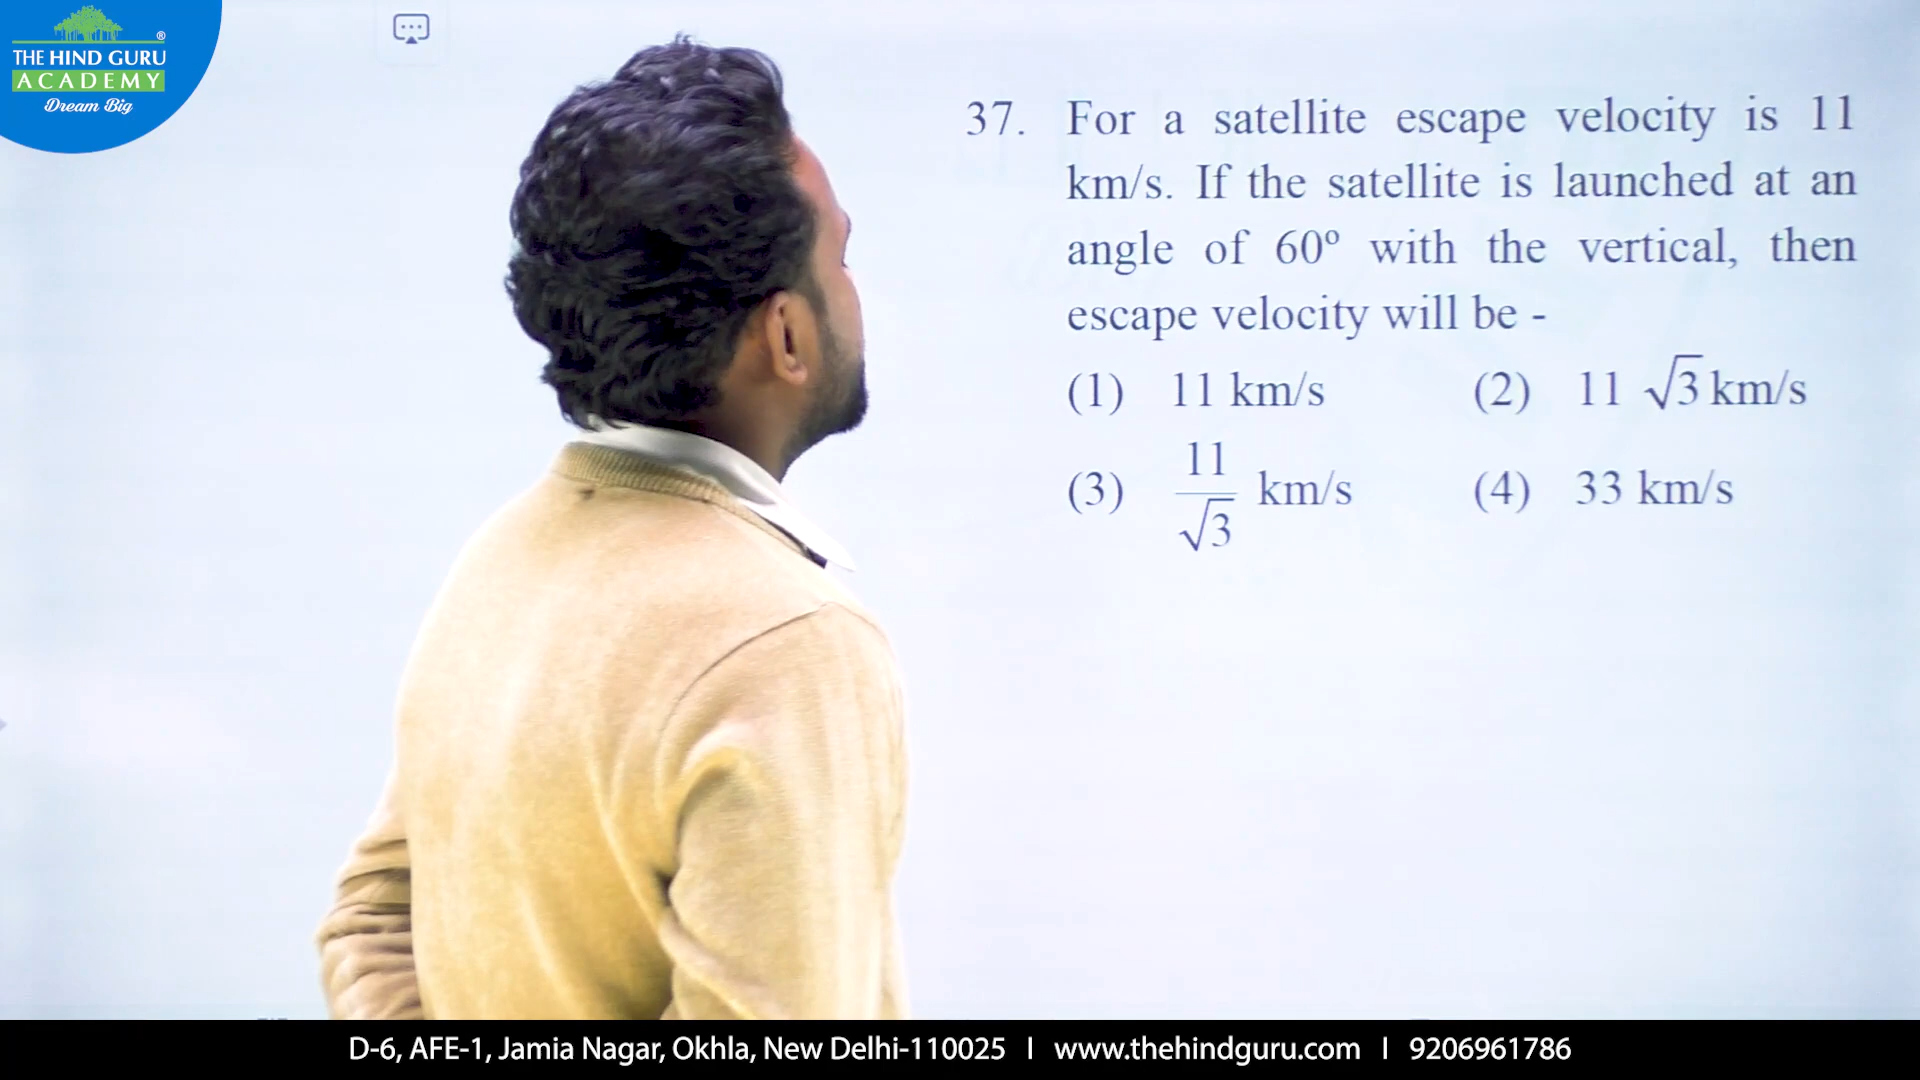 THE HIND GURU
ACADEMY
Dream Big
®
37. For a satellite escape velocity is 11
km/s. If the satellite is launched at an
angle of 60º with the vertical, then
escape velocity will be -
(1) 11 km/s (2) 11 √3 km/s
(3) 11/√3 km/s (4) 33 km/s
D-6, AFE-1, Jamia Nagar, Okhla, New Delhi-110025 | www.thehindguru.com | 9206961786